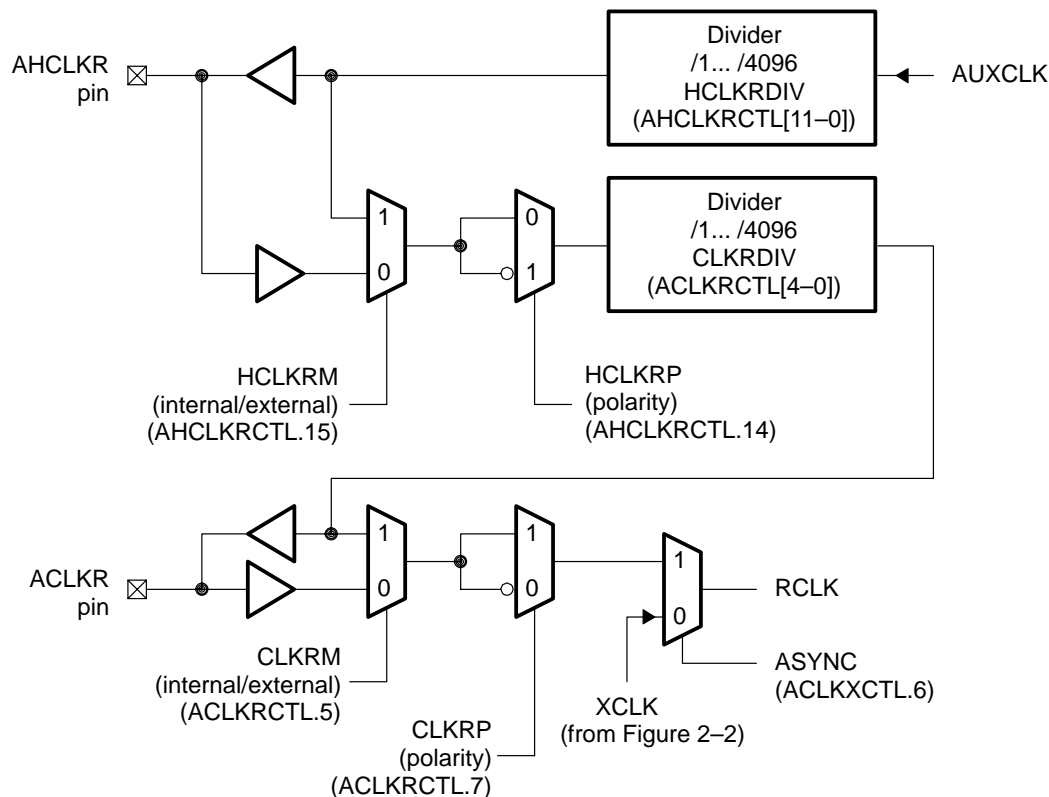 AHCLKR
pin
Divider
/1... /4096
HCLKRDIV
(AHCLKRCTL[11–0])
AUXCLK
1
0
0
1
Divider
/1... /4096
CLKRDIV
(ACLKRCTL[4–0])
HCLKRM
(internal/external)
(AHCLKRCTL.15)
HCLKRP
(polarity)
(AHCLKRCTL.14)
ACLKR
pin
1
0
1
0
1
0
RCLK
ASYNC
(ACLKXCTL.6)
CLKRM
(internal/external)
(ACLKRCTL.5)
XCLK
(from Figure 2–2)
CLKRP
(polarity)
(ACLKRCTL.7)